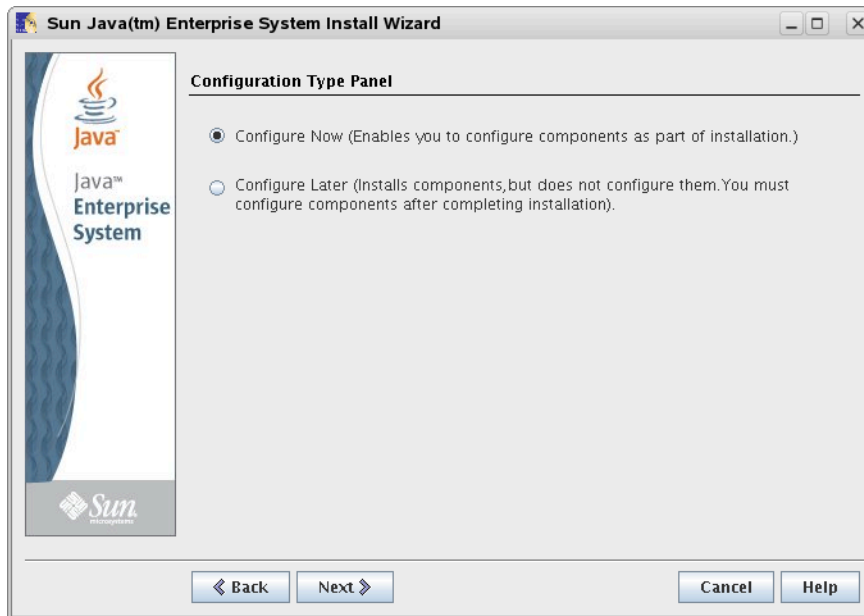 Sun Java(tm) Enterprise System Install Wizard
Java™
Java™
Enterprise
System
Sun
microsystems
Configuration Type Panel
Configure Now (Enables you to configure components as part of installation.)
Configure Later (Installs components,but does not configure them.You must
configure components after completing installation).
Back
Next
Cancel
Help